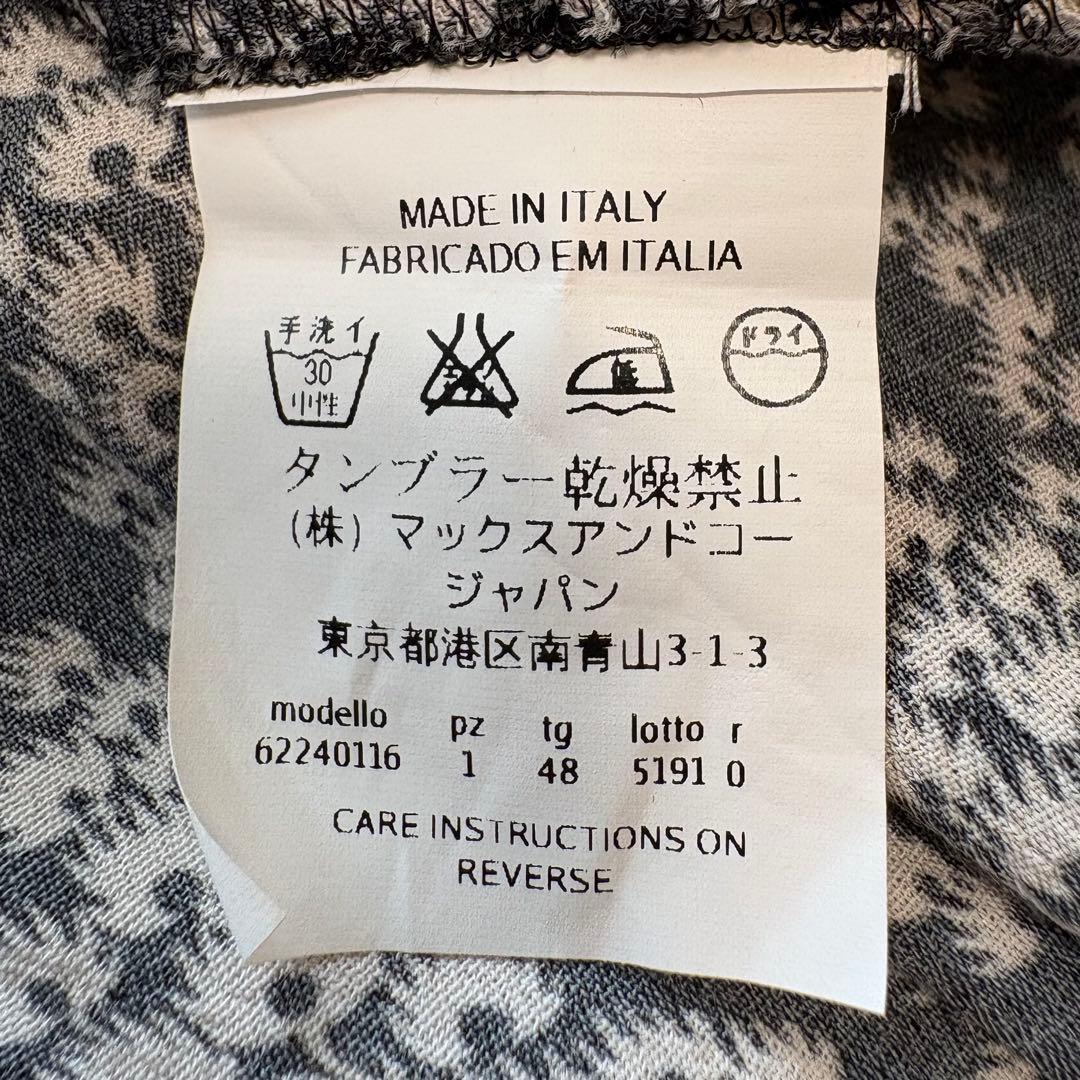 MADE IN ITALY
FABRICADO EM ITALIA
手洗イ
30
中性
低
ドライ
タンブラー乾燥禁止
(株) マックスアンドコー
ジャパン
東京都港区南青山3-1-3
modello pz tg lotto r
62240116 1 48 5191 0
CARE INSTRUCTIONS ON
REVERSE